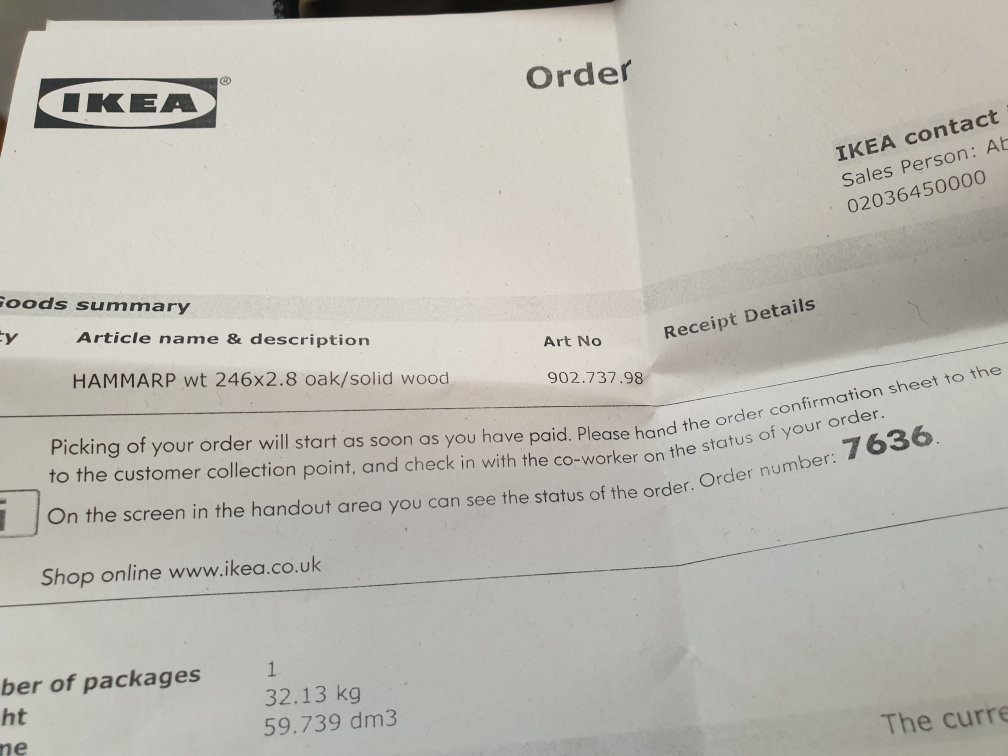 IKEA®
Order
IKEA contact
Sales Person:
02036450000
Goods summary
Article name & description
Art No
Receipt Details
HAMMARP wt 246x2.8 oak/solid wood
902.737.98
Picking of your order will start as soon as you have paid. Please hand the order confirmation sheet to the
to the customer collection point, and check in with the co-worker on the status of your order.
i
On the screen in the handout area you can see the status of the order. Order number: 7636.
Shop online www.ikea.co.uk
ber of packages 1
ht 32.13 kg
me 59.739 dm3
The curre